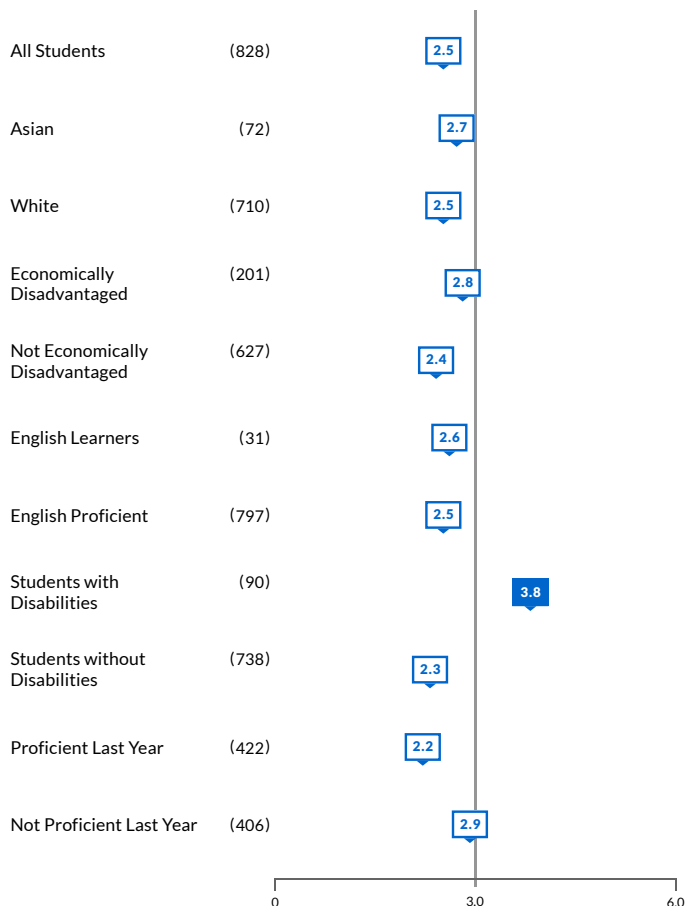 All Students (828) 2.5
Asian (72) 2.7
White (710) 2.5
Economically (201)
Disadvantaged 2.8
Not Economically (627)
Disadvantaged 2.4
English Learners (31) 2.6
English Proficient (797) 2.5
Students with (90)
Disabilities 3.8
Students without (738)
Disabilities 2.3
Proficient Last Year (422) 2.2
Not Proficient Last Year (406) 2.9
0 3.0 6.0